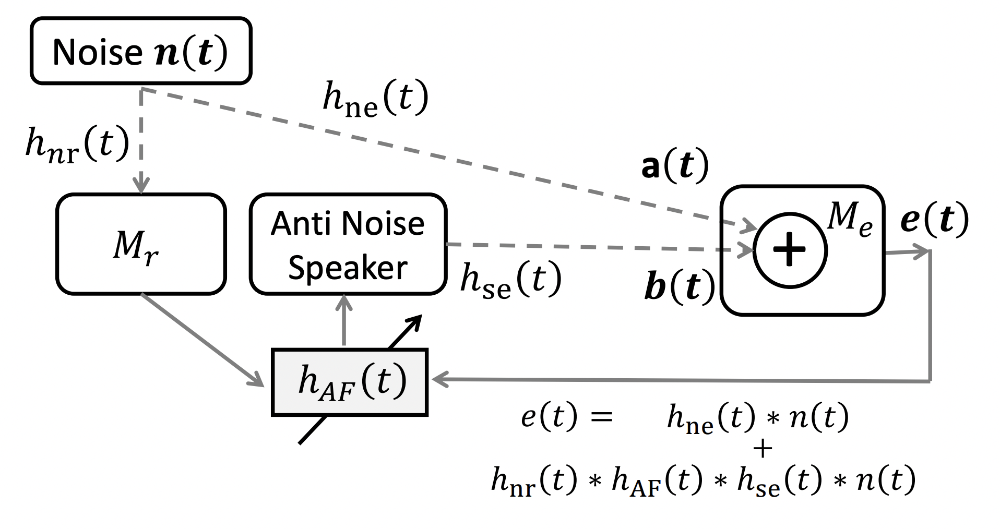 Noise n(t)
h_ne(t)
h_nr(t)
a(t)
M_r
Anti Noise
Speaker
+
M_e
e(t)
h_se(t)
b(t)
h_AF(t)
e(t) = h_ne(t) * n(t)
+
h_nr(t) * h_AF(t) * h_se(t) * n(t)